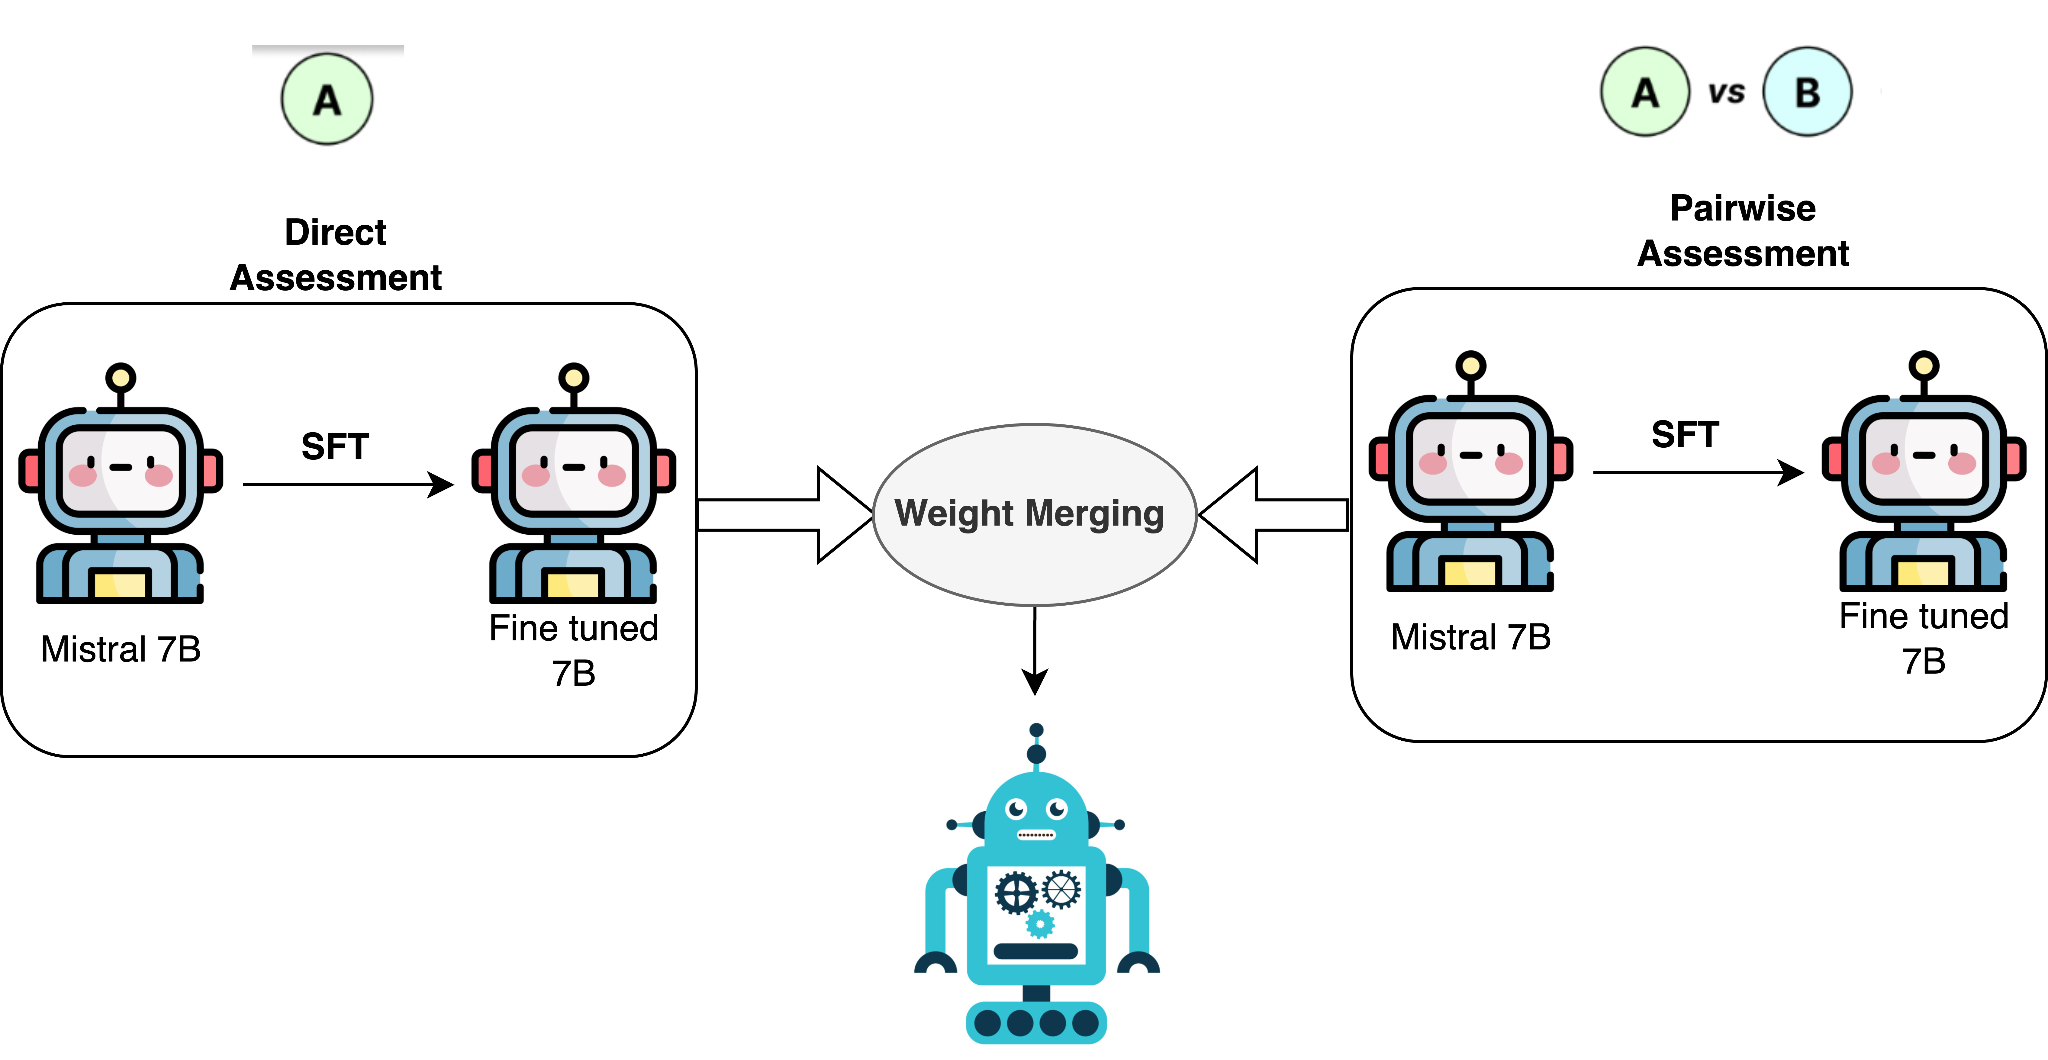 A
Direct
Assessment
SFT
Mistral 7B
Fine tuned
7B
Weight Merging
A vs B
Pairwise
Assessment
SFT
Mistral 7B
Fine tuned
7B